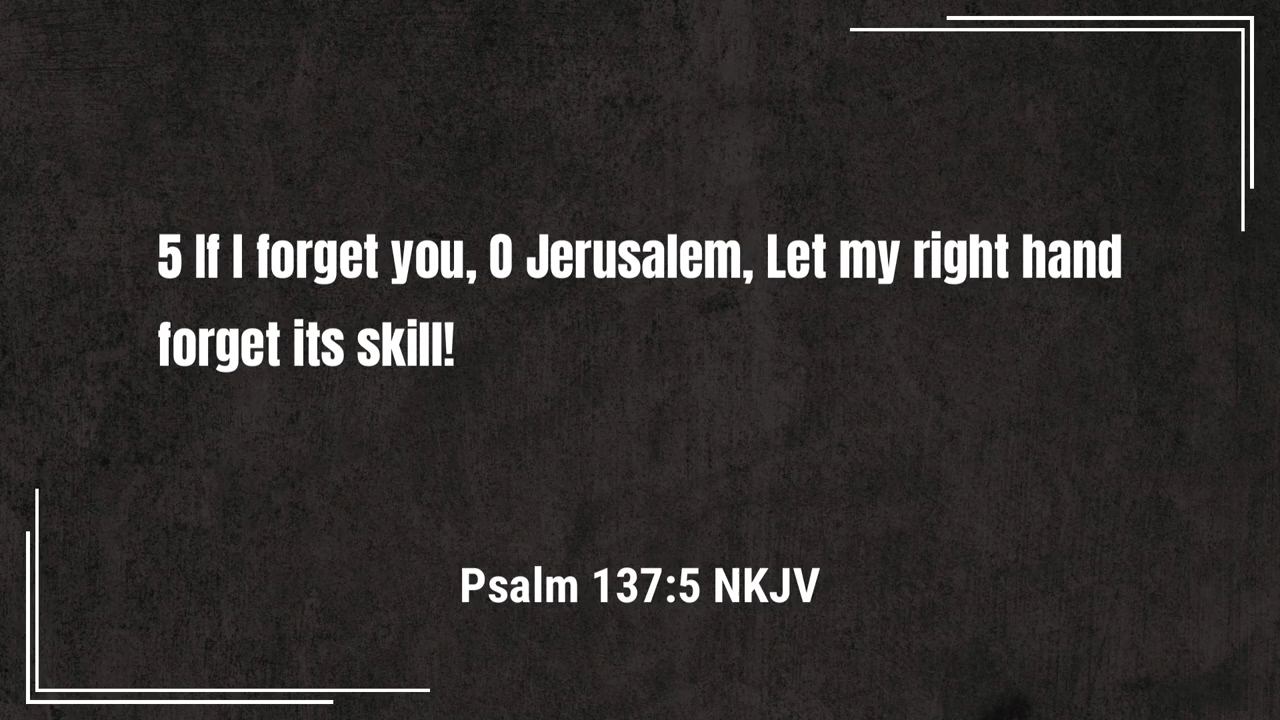 5 If I forget you, O Jerusalem, Let my right hand
forget its skill!
Psalm 137:5 NKJV